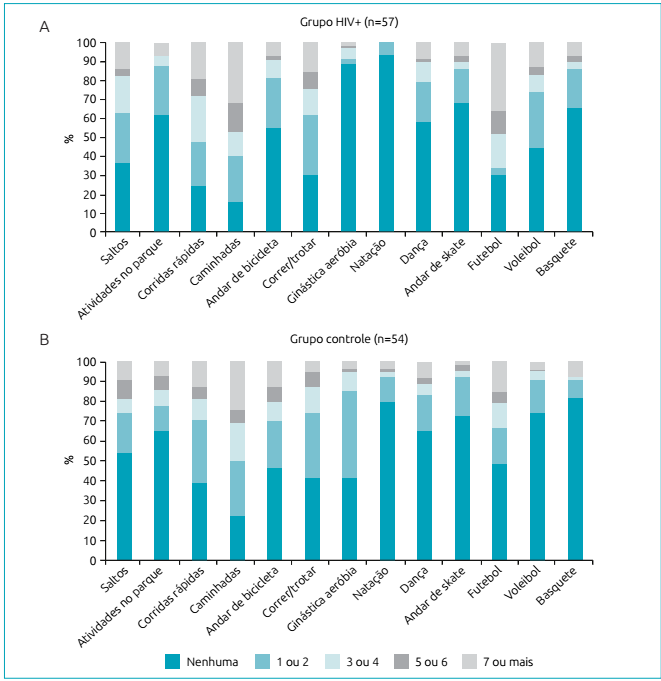 A
Grupo HIV+ (n=57)
100
90
80
70
60
50
40
30
20
10
0
%
Saltos
Atividades no parque
Corridas rápidas
Caminhadas
Andar de bicicleta
Correr/trotar
Ginástica aeróbia
Natação
Dança
Andar de skate
Futebol
Voleibol
Basquete
B
Grupo controle (n=54)
100
90
80
70
60
50
40
30
20
10
0
%
Saltos
Atividades no parque
Corridas rápidas
Caminhadas
Andar de bicicleta
Correr/trotar
Ginástica aeróbia
Natação
Dança
Andar de skate
Futebol
Voleibol
Basquete
Nenhuma 1 ou 2 3 ou 4 5 ou 6 7 ou mais